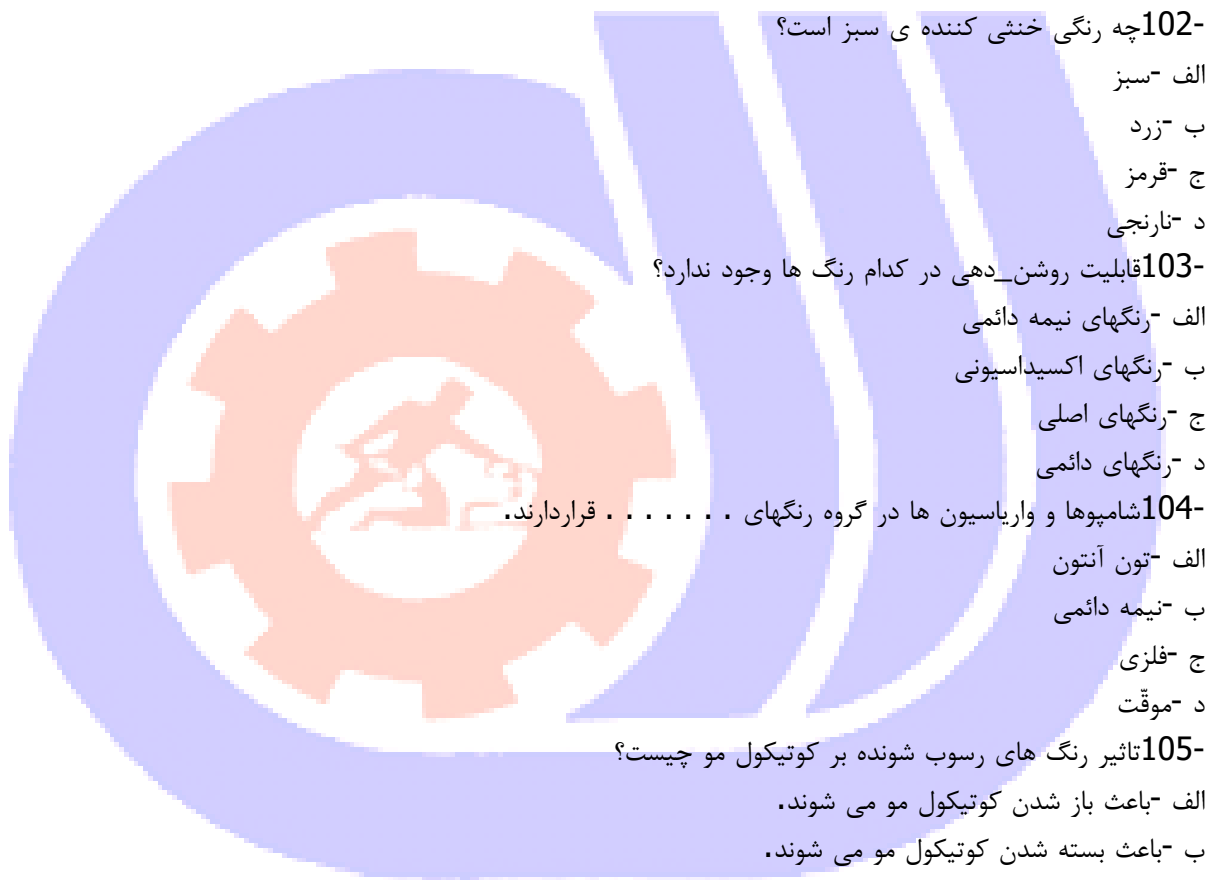 102-چه رنگی خنثی کننده ی سبز است؟
الف -سبز
ب -زرد
ج -قرمز
د -نارنجی
103-قابلیت روشن_دهی در کدام رنگ ها وجود ندارد؟
الف -رنگهای نیمه دائمی
ب -رنگهای اکسیداسیونی
ج -رنگهای اصلی
د -رنگهای دائمی
104-شامپوها و واریاسیون ها در گروه رنگهای . . . . . . . قراردارند.
الف -تون آنتون
ب -نیمه دائمی
ج -فلزی
د -موقّت
105-تاثیر رنگ های رسوب شونده بر کوتیکول مو چیست؟
الف -باعث باز شدن کوتیکول مو می شوند.
ب -باعث بسته شدن کوتیکول مو می شوند.